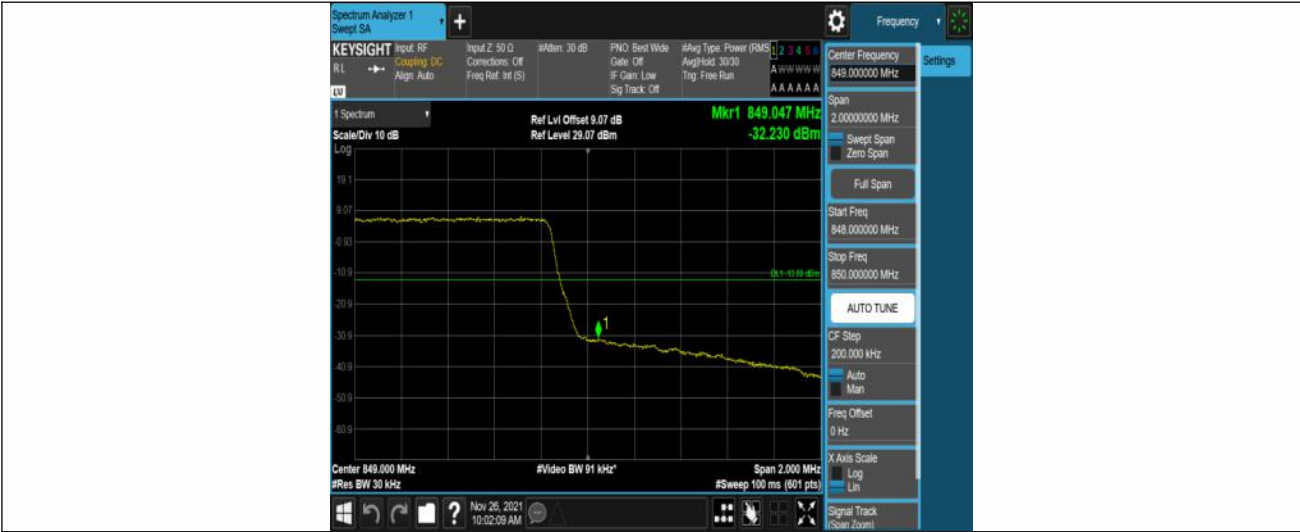 Spectrum Analyzer 1
Swept SA
+
Frequency
KEYSIGHT
RL
Input: RF
Coupling: DC
Align: Auto
Input Z: 50 Ω
Corrections: Off
Freq Ref: Int (S)
#Atten: 30 dB
PNO: Best Wide
Gate: Off
IF Gain: Low
Sig Track: Off
#Avg Type: Power (RMS
Avg|Hold: 30/30
Trig: Free Run
1 2 3 4 5 6
A W W W W W
A A A A A A
LV
Center Frequency
849.000000 MHz
Settings
Span
2.00000000 MHz
Swept Span
Zero Span
Full Span
Start Freq
848.000000 MHz
Stop Freq
850.000000 MHz
AUTO TUNE
CF Step
200.000 kHz
Auto
Man
Freq Offset
0 Hz
X Axis Scale
Log
Lin
Signal Track
(Span Zoom)
1 Spectrum
Scale/Div 10 dB
Log
Ref Lvl Offset 9.07 dB
Ref Level 29.07 dBm
Mkr1 849.047 MHz
-32.230 dBm
19.1
9.07
-0.93
-10.9
DL1 -13.00 dBm
-20.9
-30.9
1
-40.9
-50.9
-60.9
Center 849.000 MHz
#Video BW 91 kHz*
Span 2.000 MHz
#Res BW 30 kHz
#Sweep 100 ms (601 pts)
?
Nov 26, 2021
10:02:09 AM